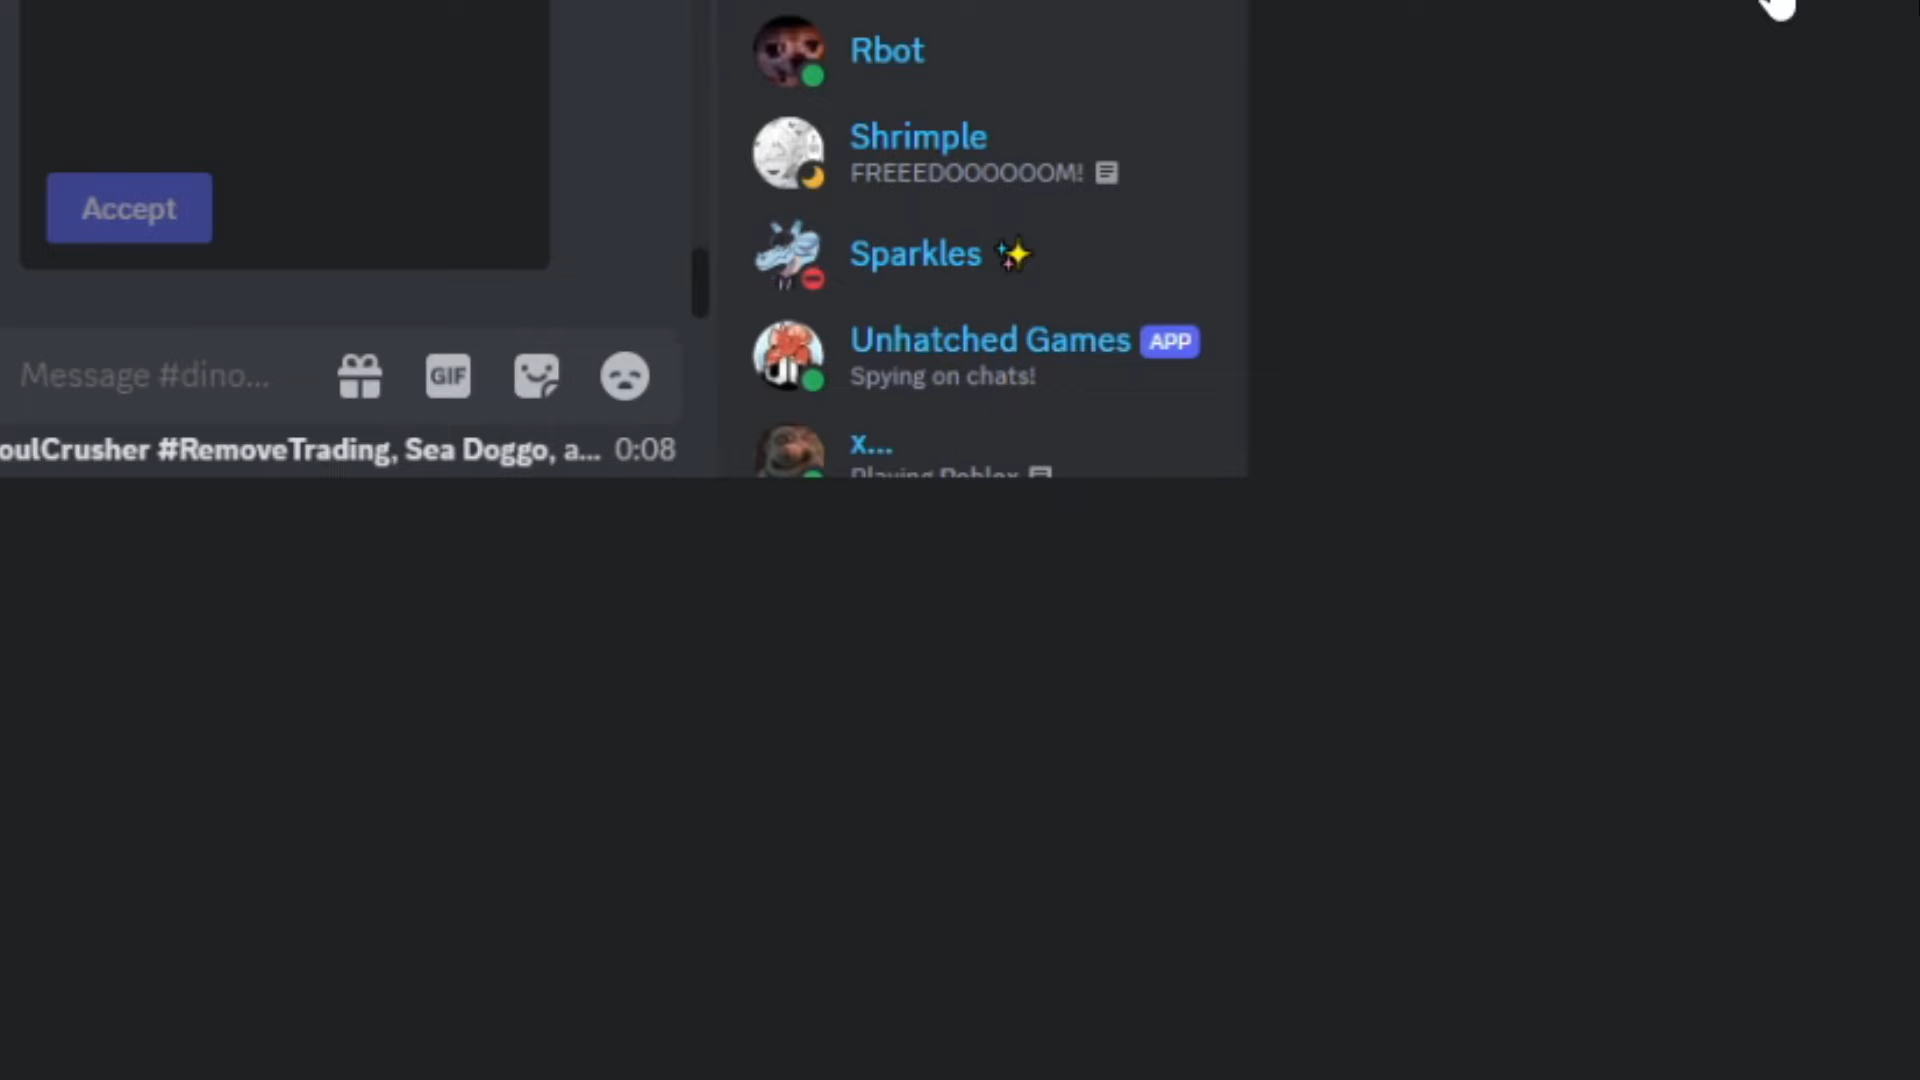 Rbot
Shrimple
FREEEDOOOOOOM!
Accept
Sparkles ✨
Unhatched Games APP
Spying on chats!
Message #dino... GIF
oulCrusher #RemoveTrading, Sea Doggo, a... 0:08
x...
Playing Roblox